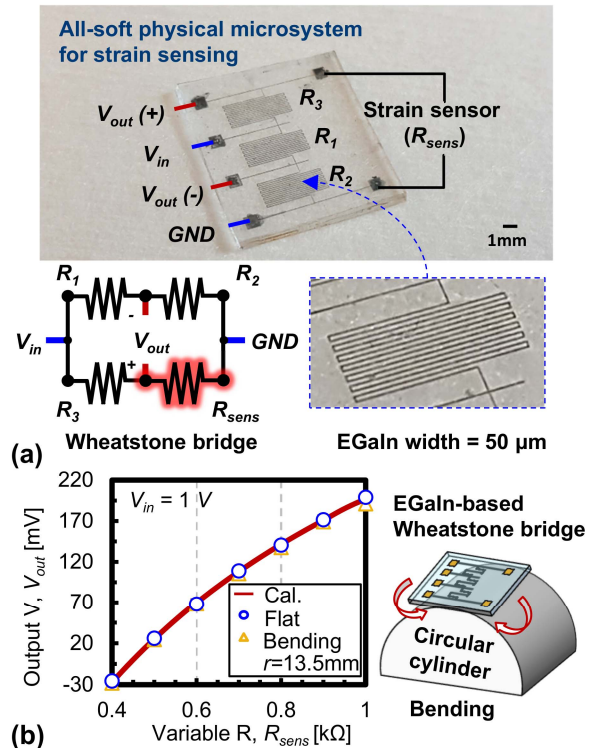 All-soft physical microsystem
for strain sensing
R3
Vout (+)
Strain sensor
(Rsens)
R1
Vin
Vout (-)
R2
GND
1mm
R1
R2
-
Vin
Vout
GND
+
R3
Rsens
Wheatstone bridge
EGaIn width = 50 µm
(a)
220
170
120
70
20
-30
Output V, Vout [mV]
Vin = 1 V
Cal.
Flat
Bending
r=13.5mm
0.4
0.6
0.8
1
Variable R, Rsens [kΩ]
EGaIn-based
Wheatstone bridge
Circular
cylinder
Bending
(b)